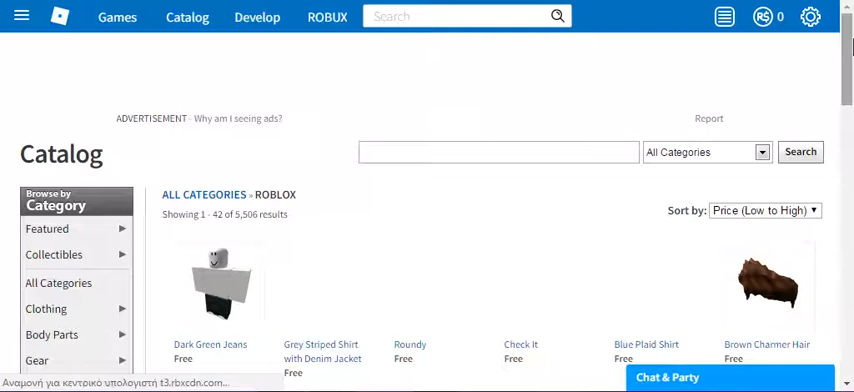 Games Catalog Develop ROBUX Search R$ 0
ADVERTISEMENT - Why am I seeing ads? Report
Catalog All Categories Search
Browse by
Category
Featured
Collectibles
All Categories
Clothing
Body Parts
Gear
ALL CATEGORIES » ROBLOX
Showing 1 - 42 of 5,506 results
Sort by: Price (Low to High)
Dark Green Jeans
Free
Grey Striped Shirt
with Denim Jacket
Free
Roundy
Free
Check It
Free
Blue Plaid Shirt
Free
Brown Charmer Hair
Free
Αναμονή για κεντρικό υπολογιστή t3.rbxcdn.com...
Chat & Party